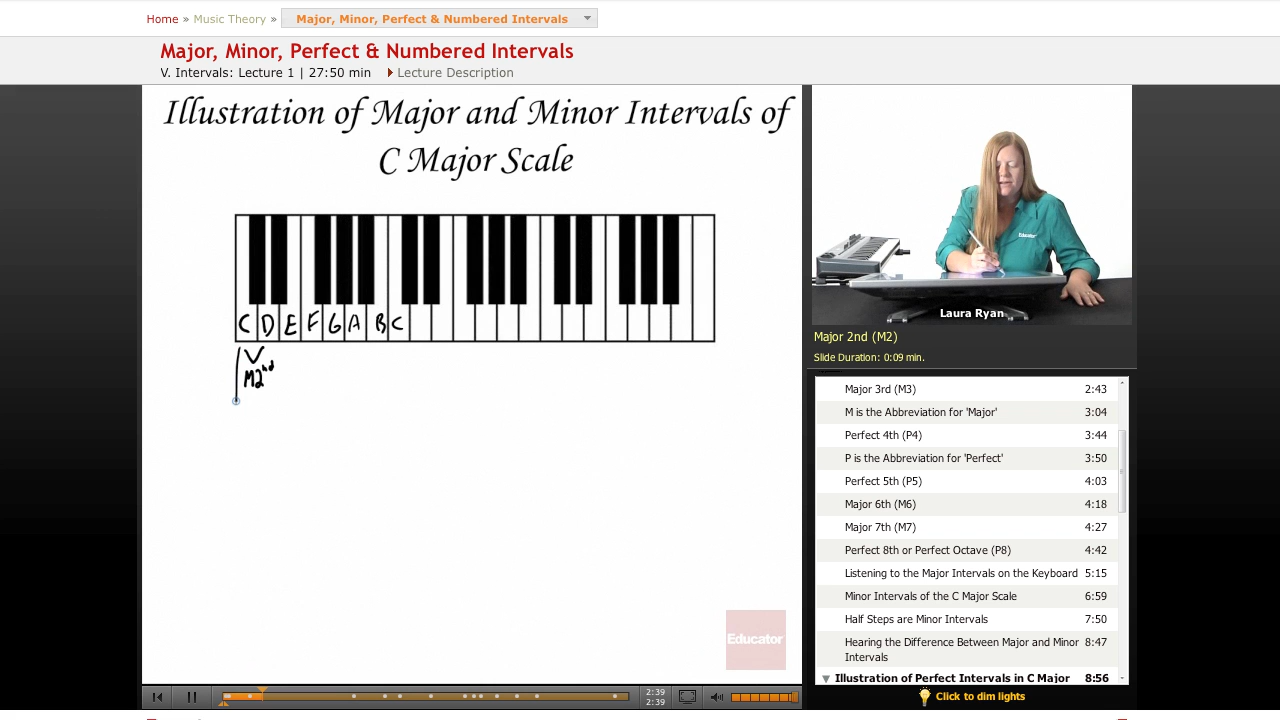 Home » Music Theory » Major, Minor, Perfect & Numbered Intervals
Major, Minor, Perfect & Numbered Intervals
V. Intervals: Lecture 1 | 27:50 min Lecture Description
Illustration of Major and Minor Intervals of
C Major Scale
C D E F G A B C
M2nd
Educator
Educator
Laura Ryan
Major 2nd (M2)
Slide Duration: 0:09 min.
Major 3rd (M3) 2:43
M is the Abbreviation for 'Major' 3:04
Perfect 4th (P4) 3:44
P is the Abbreviation for 'Perfect' 3:50
Perfect 5th (P5) 4:03
Major 6th (M6) 4:18
Major 7th (M7) 4:27
Perfect 8th or Perfect Octave (P8) 4:42
Listening to the Major Intervals on the Keyboard 5:15
Minor Intervals of the C Major Scale 6:59
Half Steps are Minor Intervals 7:50
Hearing the Difference Between Major and Minor 8:47
Intervals
Illustration of Perfect Intervals in C Major 8:56
2:39
2:39
Click to dim lights